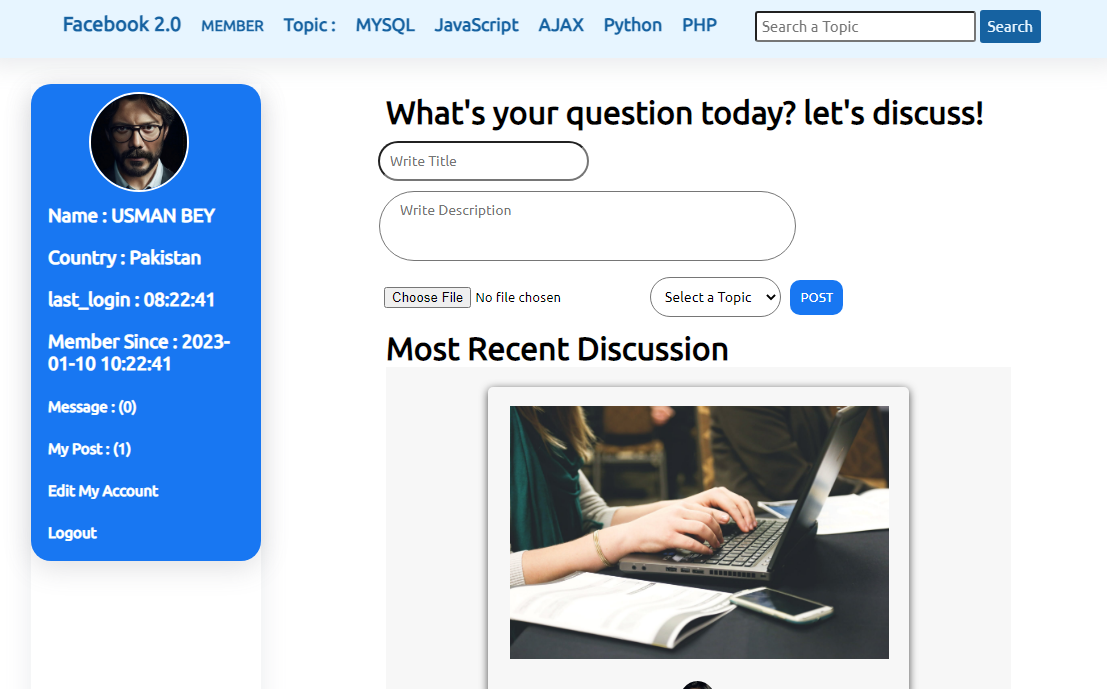 Facebook 2.0 MEMBER Topic : MYSQL JavaScript AJAX Python PHP Search a Topic Search
Name : USMAN BEY
Country : Pakistan
last_login : 08:22:41
Member Since : 2023-
01-10 10:22:41
Message : (0)
My Post : (1)
Edit My Account
Logout
What's your question today? let's discuss!
Write Title
Write Description
Choose File No file chosen Select a Topic POST
Most Recent Discussion